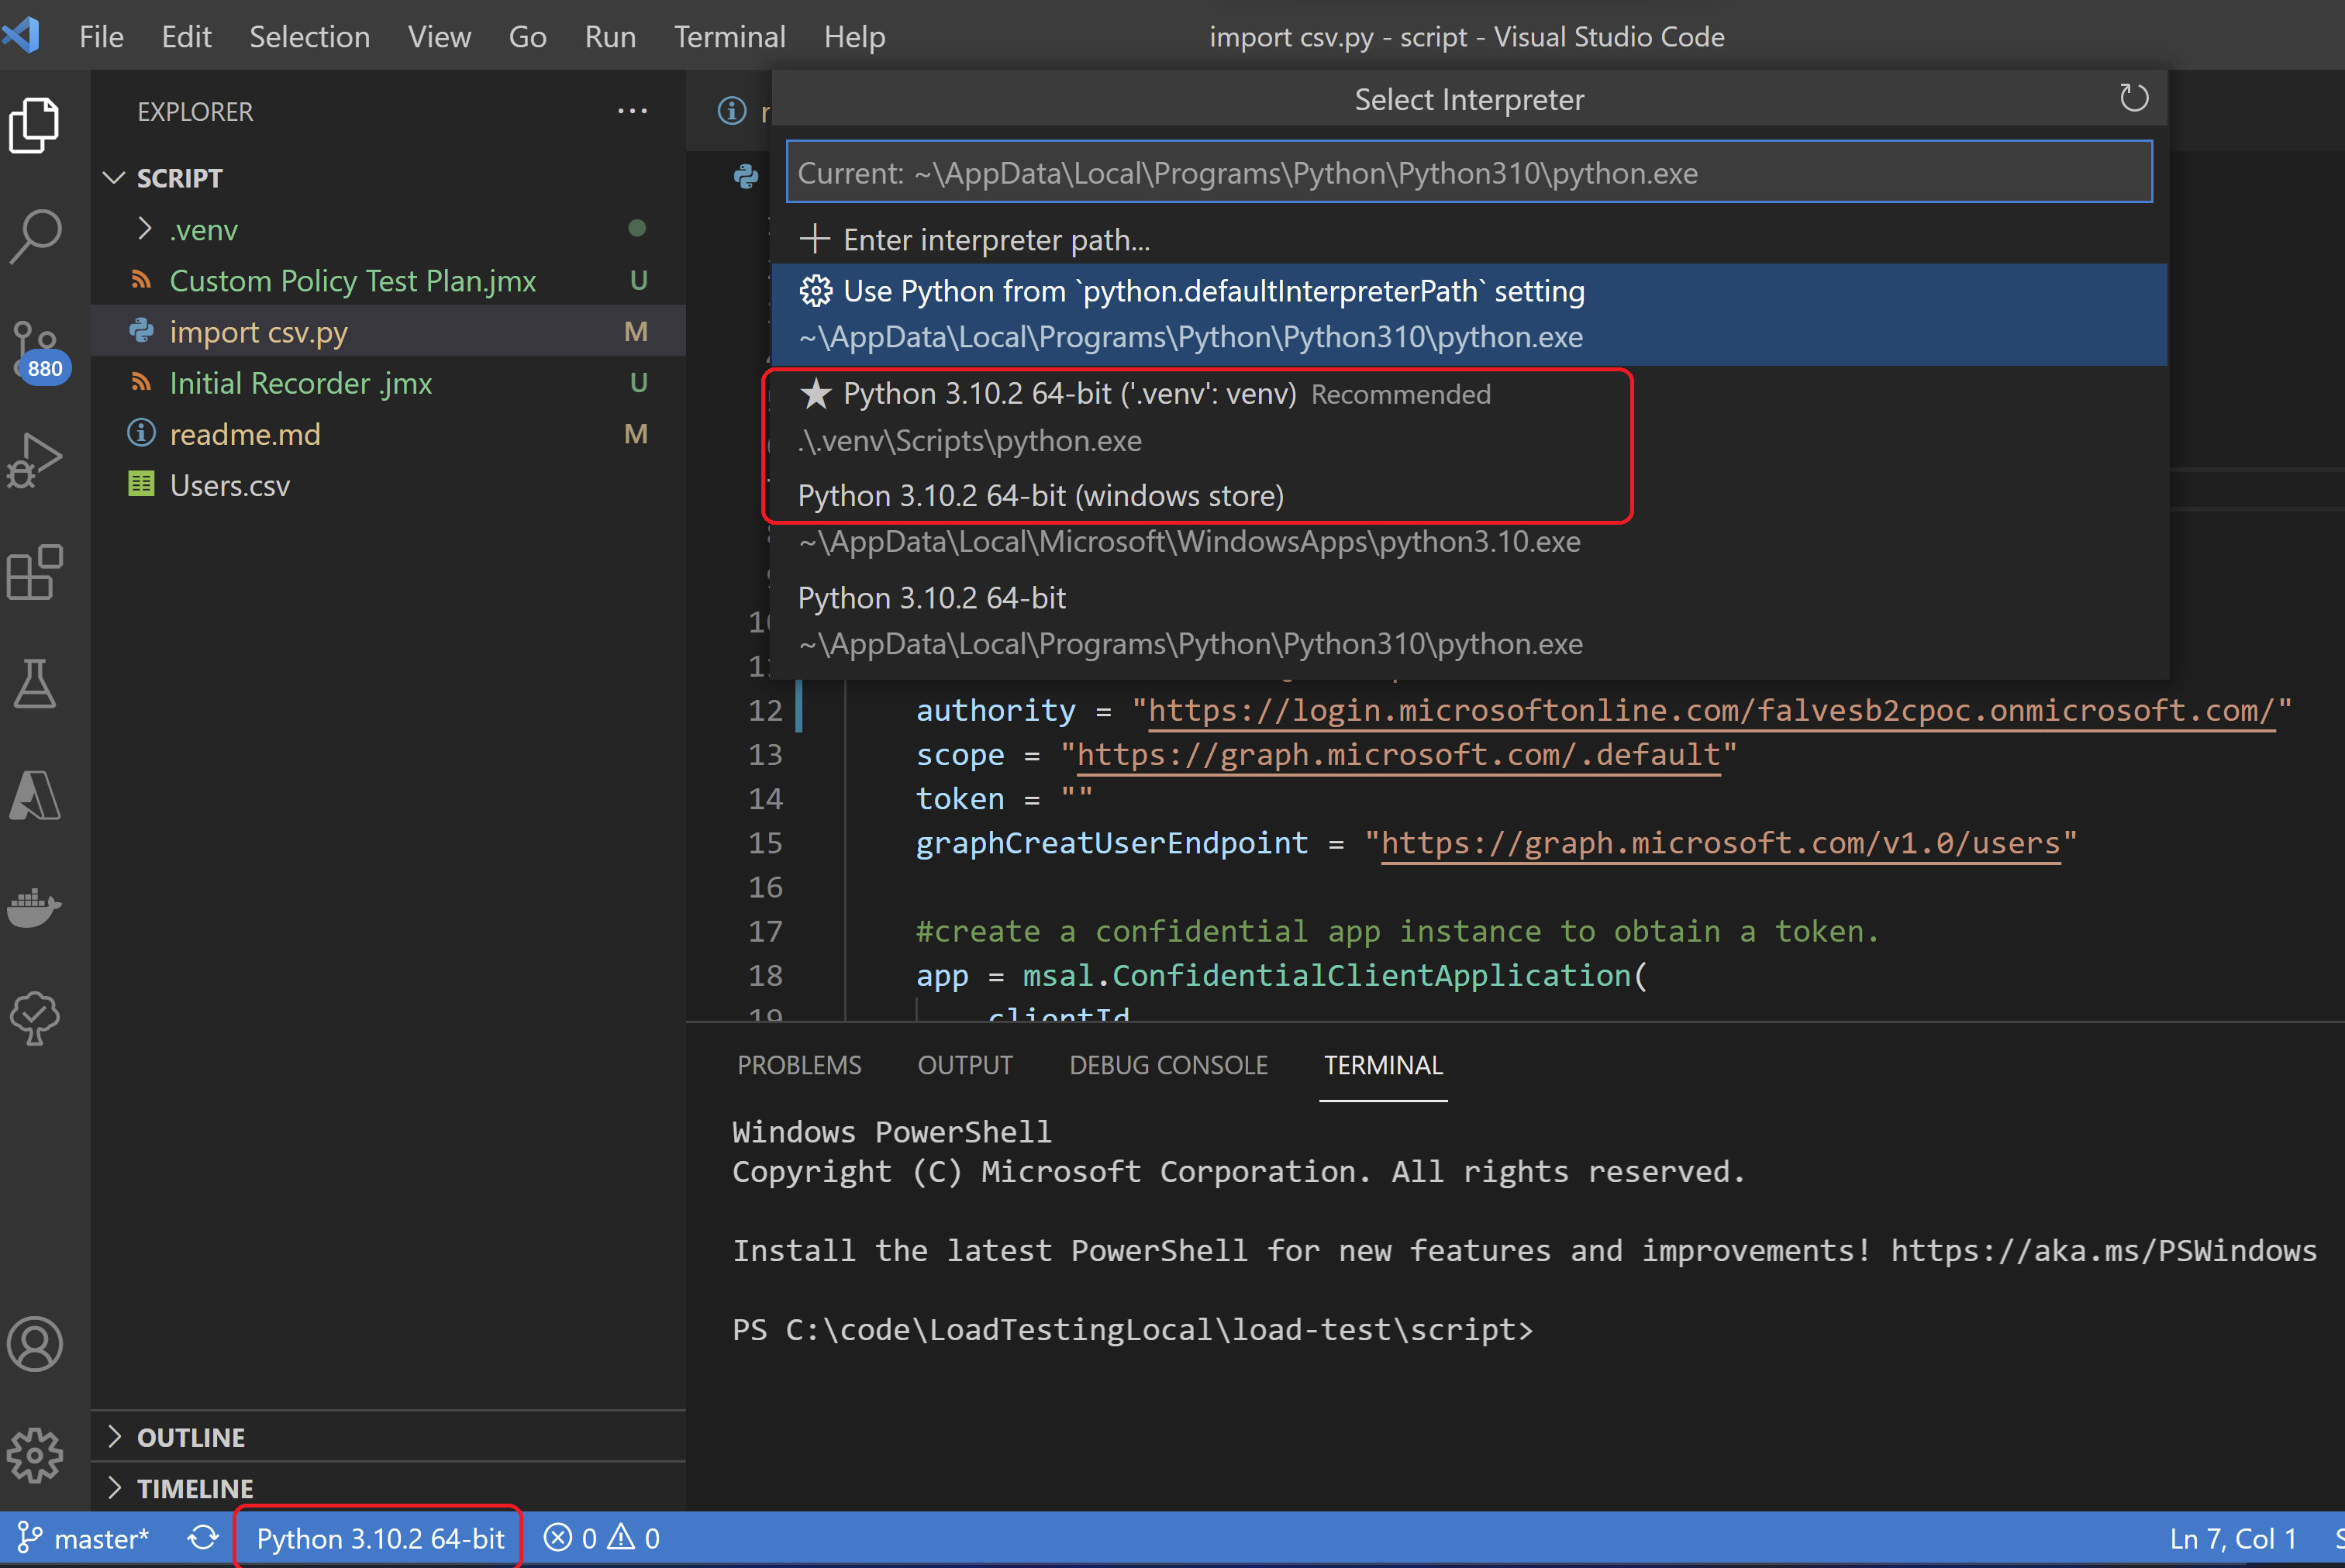 File Edit Selection View Go Run Terminal Help
import csv.py - script - Visual Studio Code
EXPLORER
SCRIPT
.venv
Custom Policy Test Plan.jmx U
import csv.py M
Initial Recorder .jmx U
readme.md M
Users.csv
880
Select Interpreter
Current: ~\AppData\Local\Programs\Python\Python310\python.exe
Enter interpreter path...
Use Python from `python.defaultInterpreterPath` setting
~\AppData\Local\Programs\Python\Python310\python.exe
Python 3.10.2 64-bit ('.venv': venv) Recommended
.\.venv\Scripts\python.exe
Python 3.10.2 64-bit (windows store)
~\AppData\Local\Microsoft\WindowsApps\python3.10.exe
Python 3.10.2 64-bit
~\AppData\Local\Programs\Python\Python310\python.exe
12 authority = "https://login.microsoftonline.com/falvesb2cpoc.onmicrosoft.com/"
13 scope = "https://graph.microsoft.com/.default"
14 token = ""
15 graphCreatUserEndpoint = "https://graph.microsoft.com/v1.0/users"
16
17 #create a confidential app instance to obtain a token.
18 app = msal.ConfidentialClientApplication(
19 clientId
PROBLEMS OUTPUT DEBUG CONSOLE TERMINAL
Windows PowerShell
Copyright (C) Microsoft Corporation. All rights reserved.
Install the latest PowerShell for new features and improvements! https://aka.ms/PSWindows
PS C:\code\LoadTestingLocal\load-test\script>
OUTLINE
TIMELINE
master* Python 3.10.2 64-bit 0 0 Ln 7, Col 1